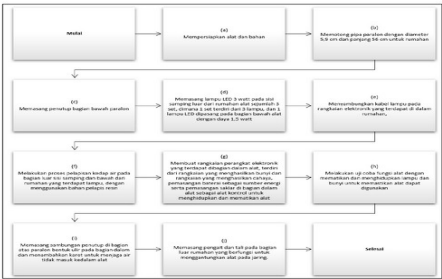 Mulai
(a)
Mempersiapkan alat dan bahan
(b)
Memotong pipa paralon dengan diameter
8.9 cm dan panjang 56 cm untuk rumahan
(c)
Memasang penutup bagian bawah paralon
(d)
Memasang lampu LED 3 watt pada sisi
samping luar dari rumahan alat sejumlah 3
set, dimana 1 set terdiri dari 3 lampu, dan 1
lampu LED dipasang pada bagian bawah alat
dengan daya 1,5 watt
(e)
Menyambungkan kabel lampu pada
rangkaian elektronik yang terdapat di dalam
rumahan,
(f)
Melakukan proses pelapisan kedap air pada
bagian luar sisi samping dan bawah dari
rumahan yang terdapat lampu, dengan
menggunakan bahan pelapis resin
(g)
Membuat rangkaian perangkat elektronik
yang terdapat dibagian dalam alat, terdiri
dari rangkaian yang menghasilkan bunyi dan
rangkaian yang menghasilkan cahaya,
pemasangan baterai sebagai sumber energi
serta pemasangan saklar di bagian dalam
alat sebagai alat kontrol untuk
menghidupkan dan mematikan alat
(h)
Melakukan uji coba fungsi alat dengan
mematikan dan menghidupkan lampu dan
bunyi untuk memastikan alat dapat
digunakan
(i)
Memasang sambungan penutup di bagian
atas paralon bentuk ulir pada bagian dalam
dan menambahkan karet untuk menjaga air
tidak masuk kedalam alat
(j)
Memasang pengait dan tali pada bagian
luar rumahan yang berfungsi untuk
menggantungkan alat pada jaring.
Selesai